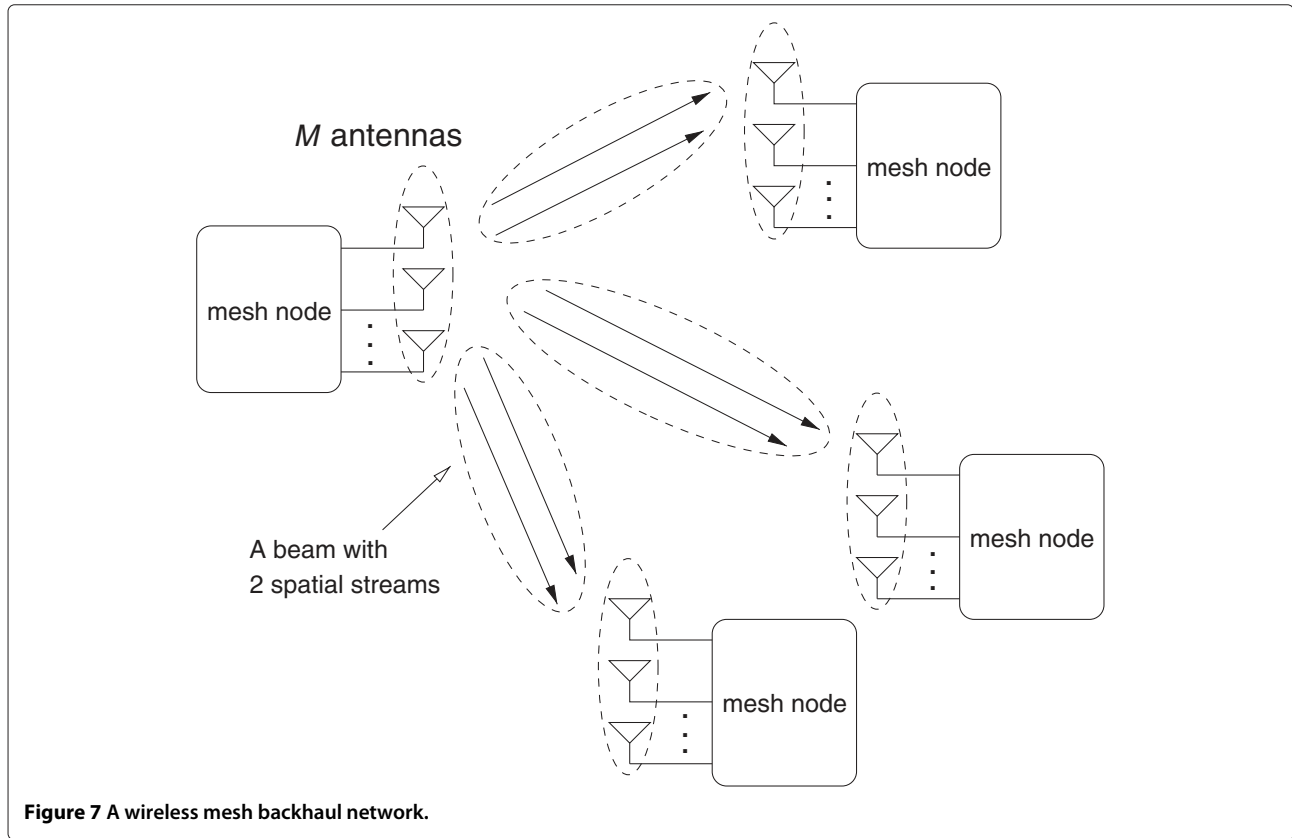 M antennas
mesh node
mesh node
mesh node
A beam with
2 spatial streams
mesh node
Figure 7 A wireless mesh backhaul network.